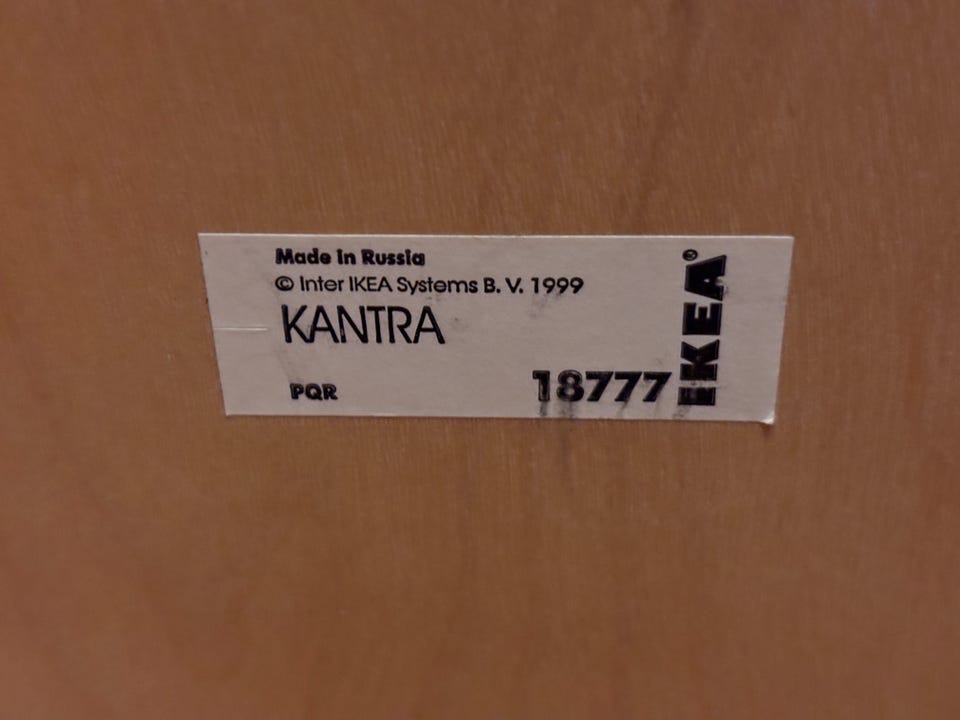 Made in Russia
© Inter IKEA Systems B. V. 1999
KANTRA
PQR
18777
IKEA®